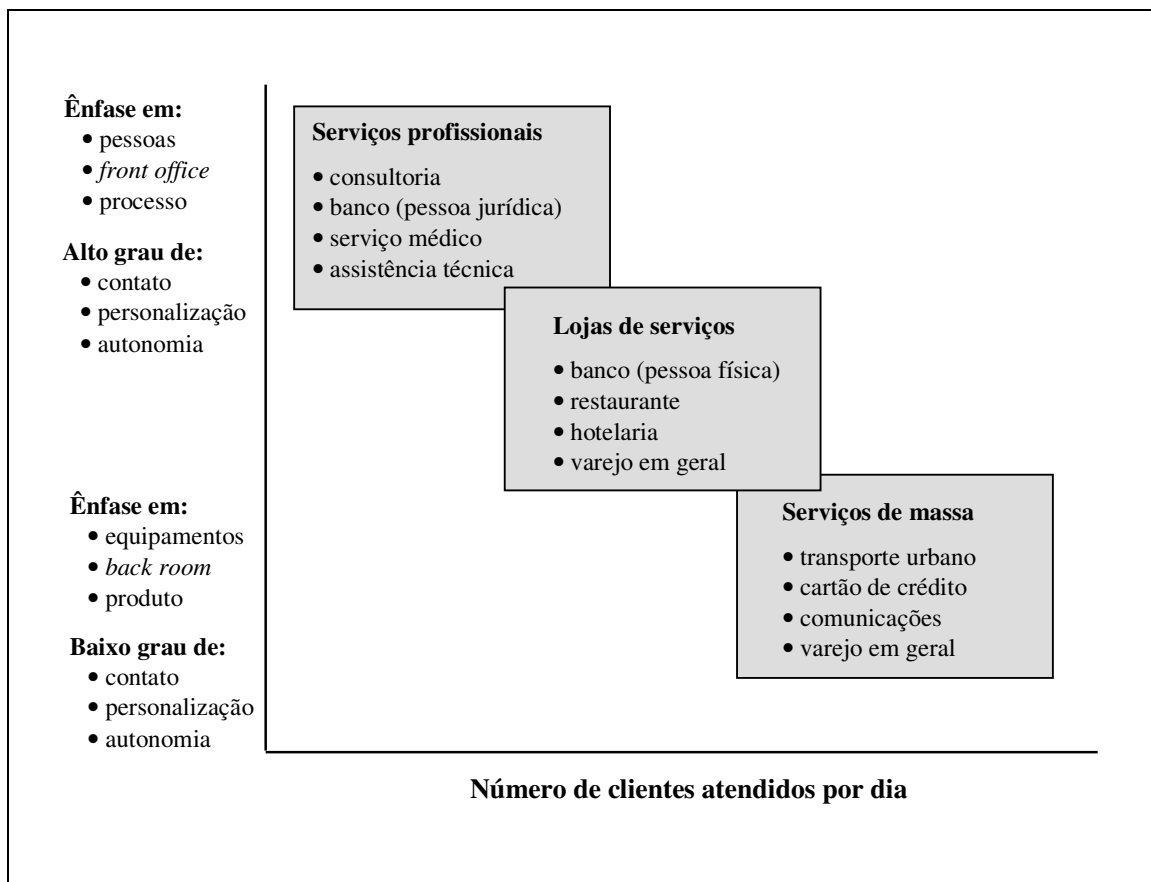 Ênfase em:
• pessoas
• front office
• processo
Alto grau de:
• contato
• personalização
• autonomia
Ênfase em:
• equipamentos
• back room
• produto
Baixo grau de:
• contato
• personalização
• autonomia
Serviços profissionais
• consultoria
• banco (pessoa jurídica)
• serviço médico
• assistência técnica
Lojas de serviços
• banco (pessoa física)
• restaurante
• hotelaria
• varejo em geral
Serviços de massa
• transporte urbano
• cartão de crédito
• comunicações
• varejo em geral
Número de clientes atendidos por dia